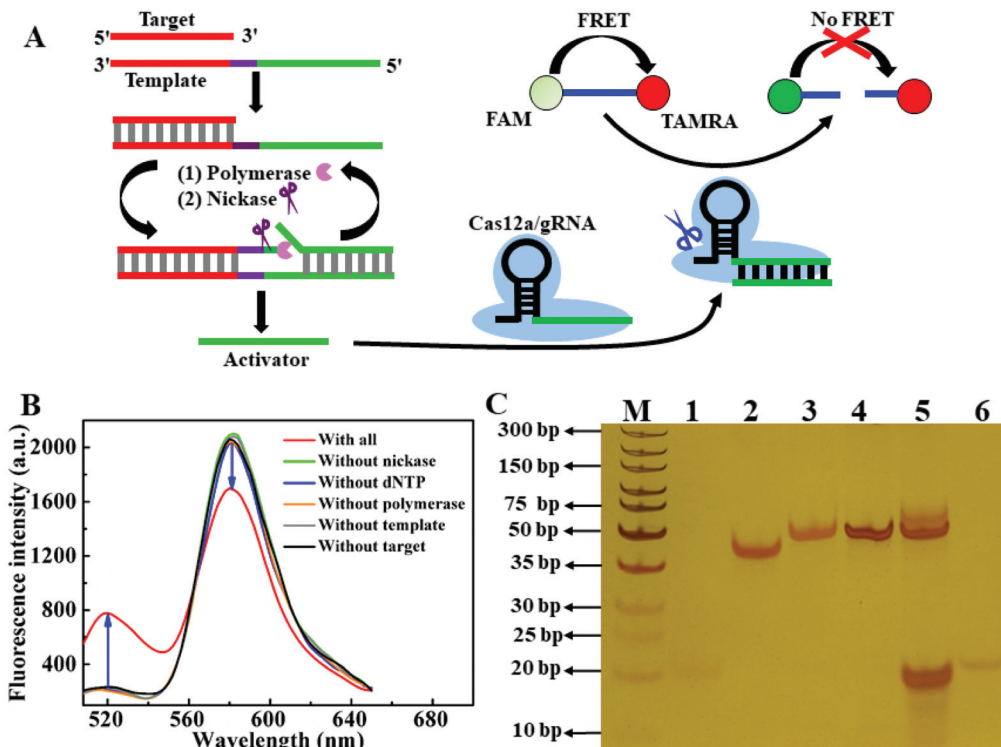 A
Target
5'
3'
3'
5'
Template
(1) Polymerase
(2) Nickase
Activator
Cas12a/gRNA
FRET
No FRET
FAM
TAMRA
B
Fluorescence intensity (a.u.)
2000
1600
1200
800
400
With all
Without nickase
Without dNTP
Without polymerase
Without template
Without target
520
560
600
640
680
Wavelength (nm)
C
M 1 2 3 4 5 6
300 bp
150 bp
75 bp
50 bp
35 bp
30 bp
25 bp
20 bp
10 bp